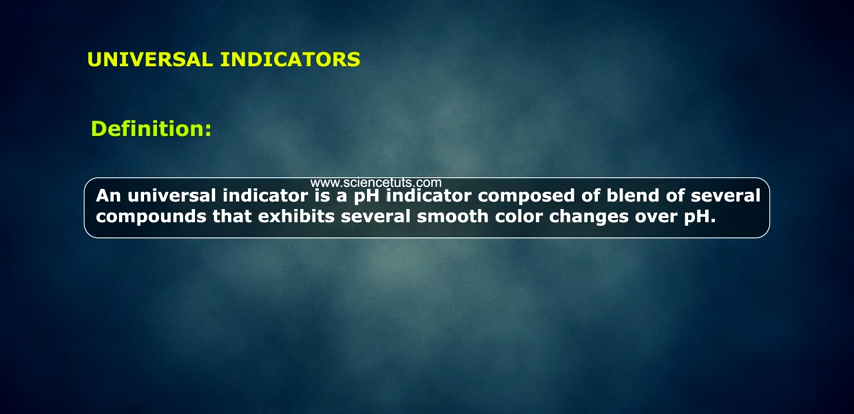 UNIVERSAL INDICATORS
Definition:
www.sciencetuts.com
An universal indicator is a pH indicator composed of blend of several
compounds that exhibits several smooth color changes over pH.